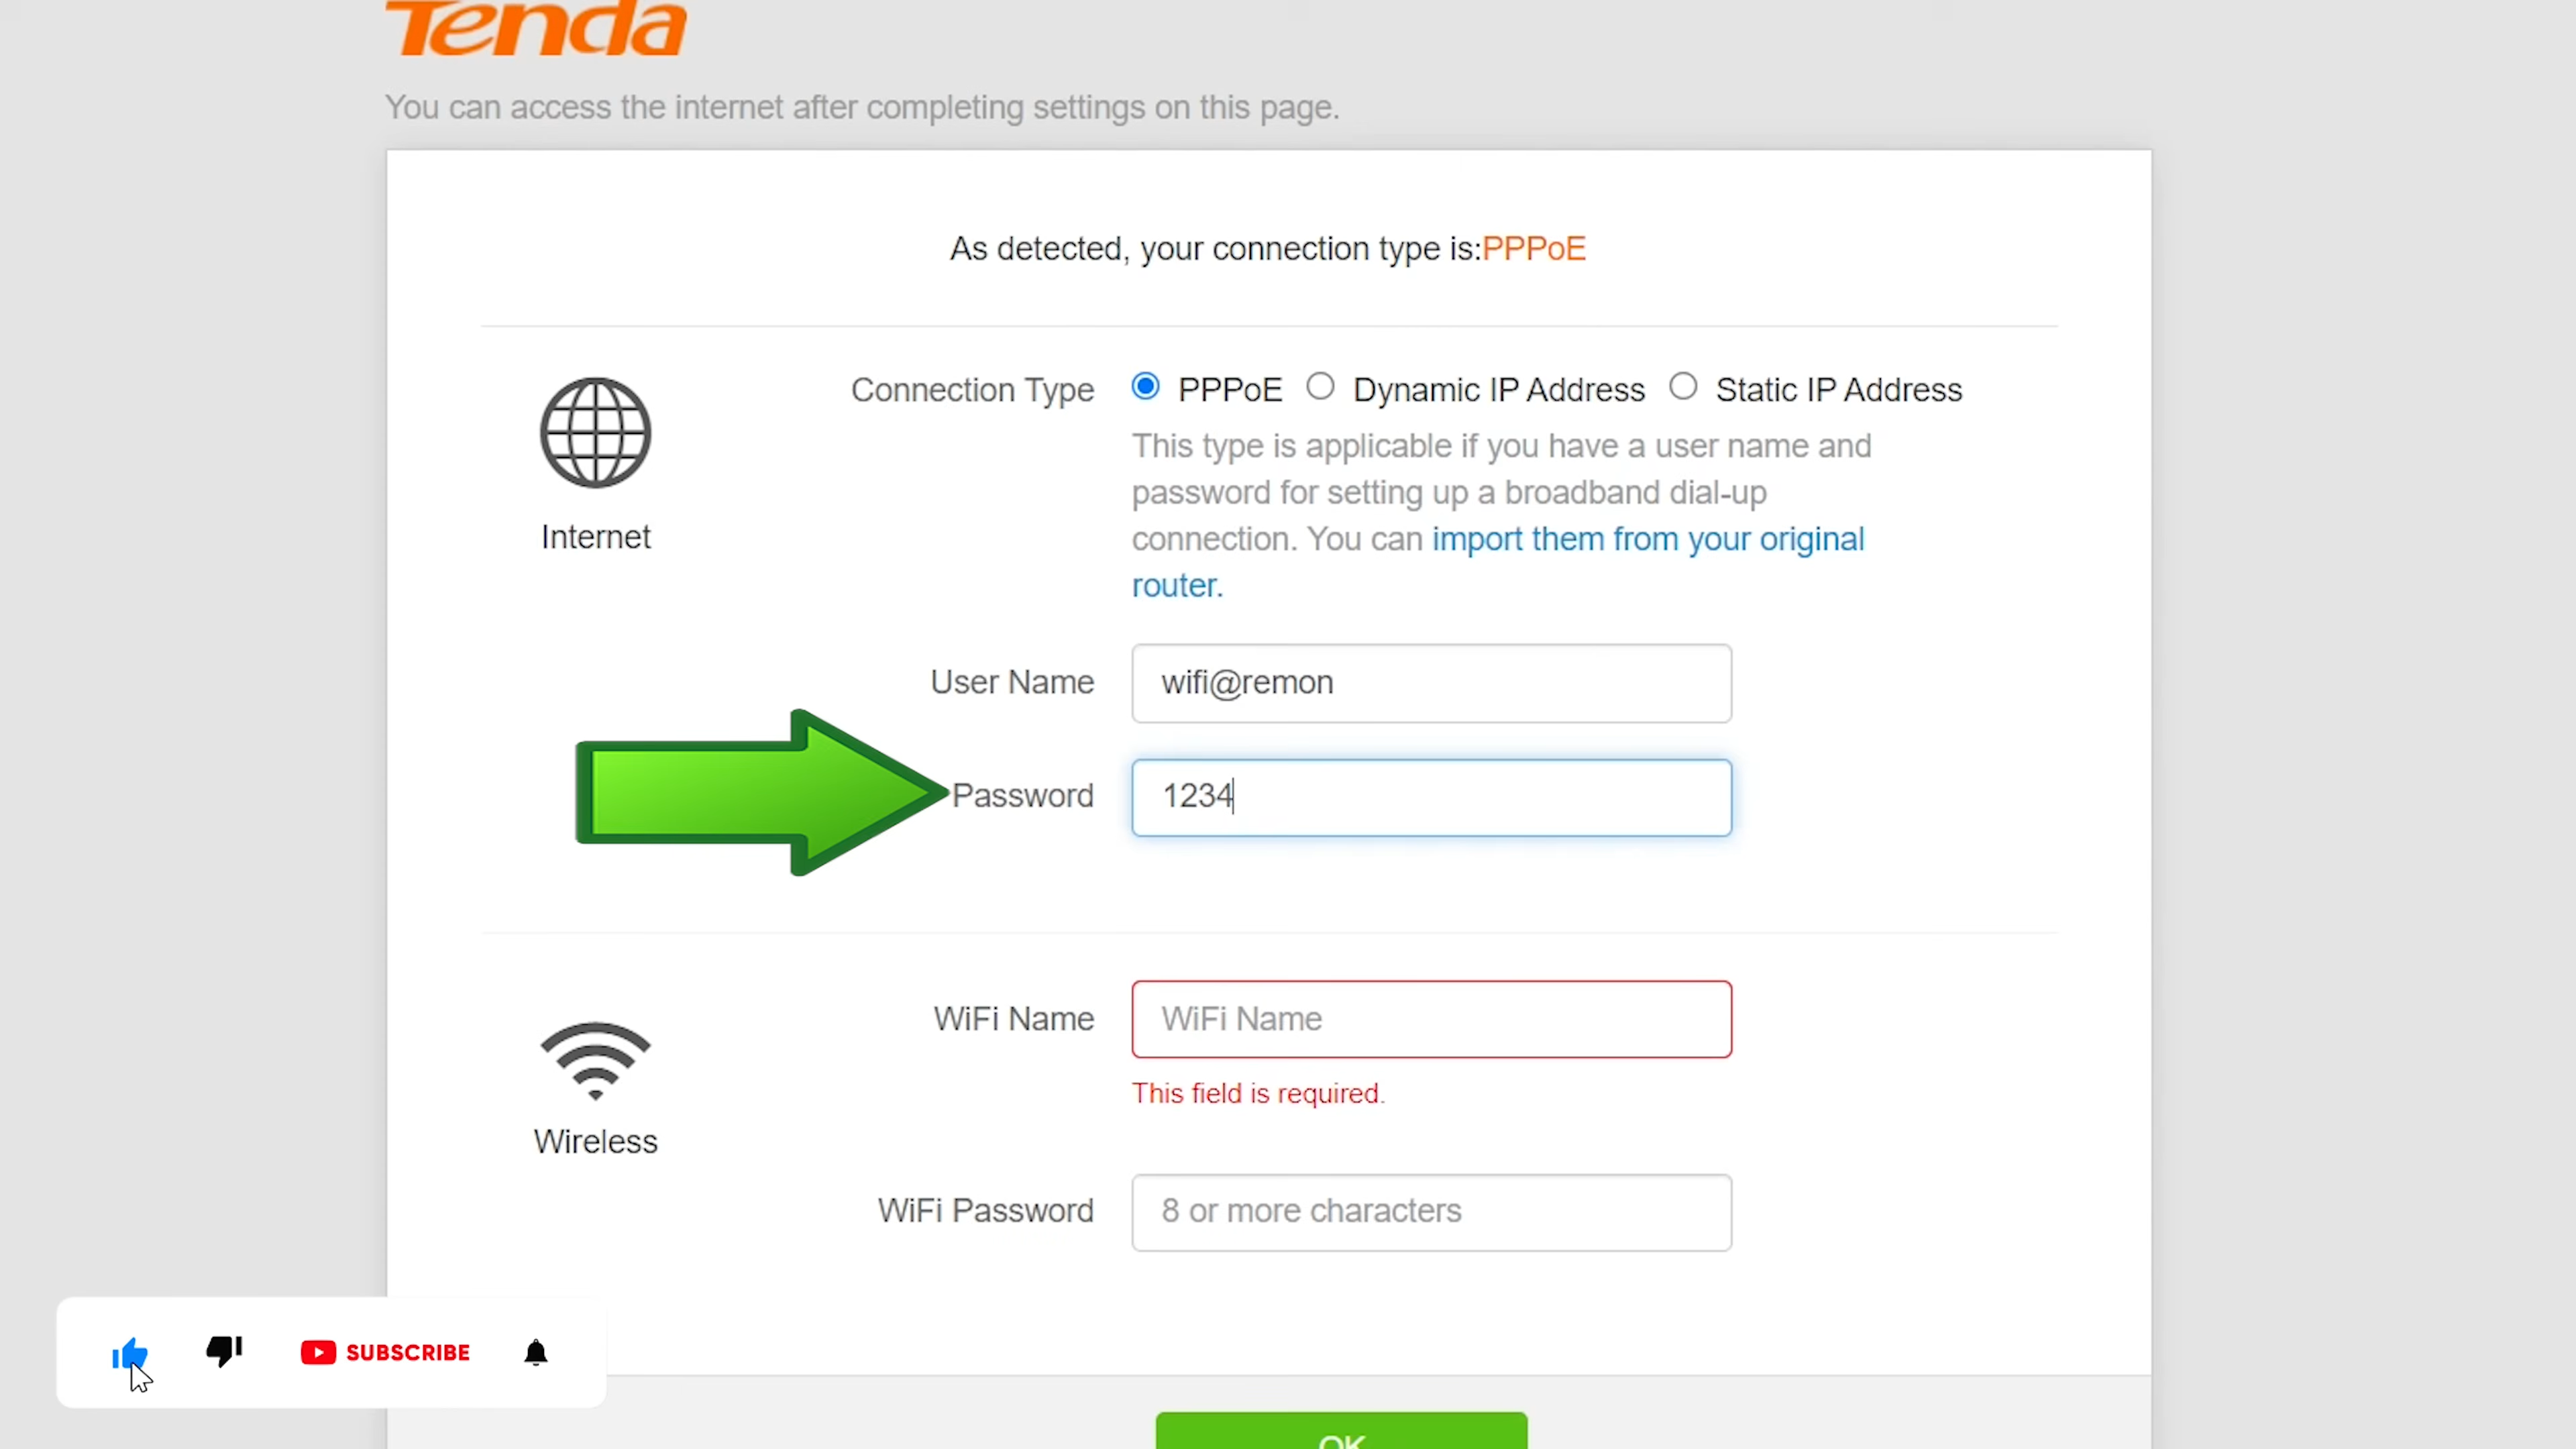 Tenda
You can access the internet after completing settings on this page.
As detected, your connection type is:PPPoE
Connection Type PPPoE Dynamic IP Address Static IP Address
This type is applicable if you have a user name and
password for setting up a broadband dial-up
connection. You can import them from your original
router.
Internet
User Name wifi@remon
Password 1234
WiFi Name WiFi Name
This field is required.
Wireless
WiFi Password 8 or more characters
SUBSCRIBE
OK